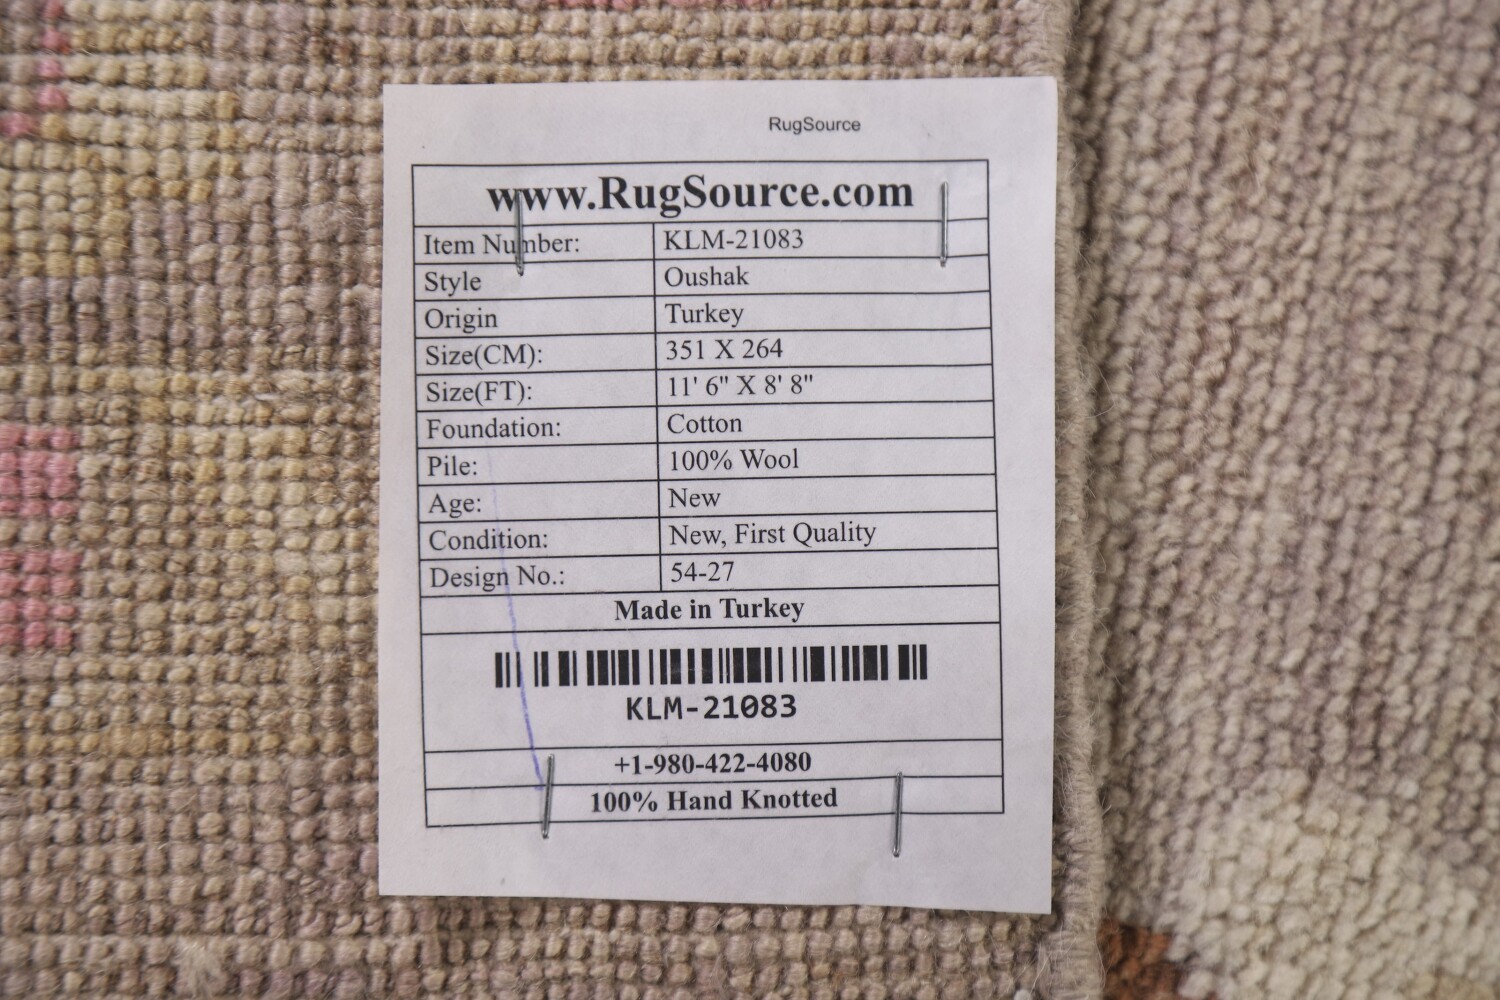 RugSource
www.RugSource.com
Item Number: KLM-21083
Style Oushak
Origin Turkey
Size(CM): 351 X 264
Size(FT): 11' 6" X 8' 8"
Foundation: Cotton
Pile: 100% Wool
Age: New
Condition: New, First Quality
Design No.: 54-27
Made in Turkey
KLM-21083
+1-980-422-4080
100% Hand Knotted